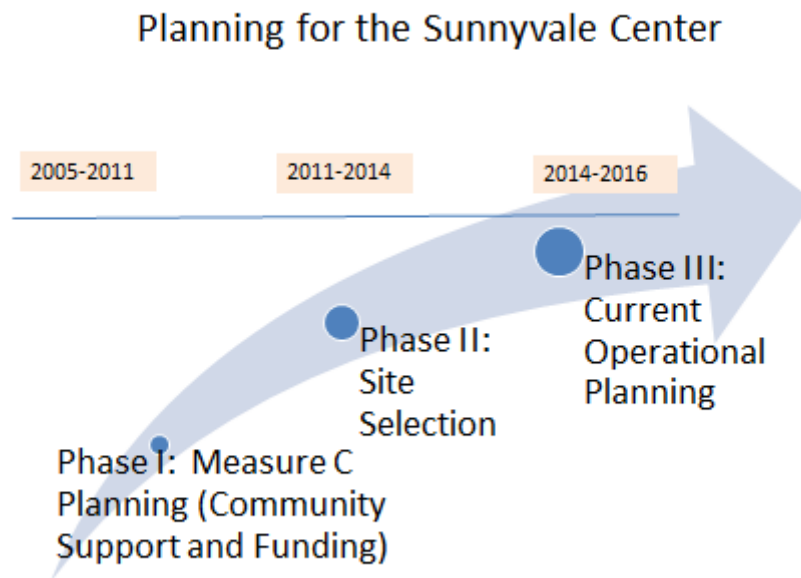 Planning for the Sunnyvale Center
2005-2011
2011-2014
2014-2016
Phase I:  Measure C
Planning (Community
Support and Funding)
Phase II:
Site
Selection
Phase III:
Current
Operational
Planning